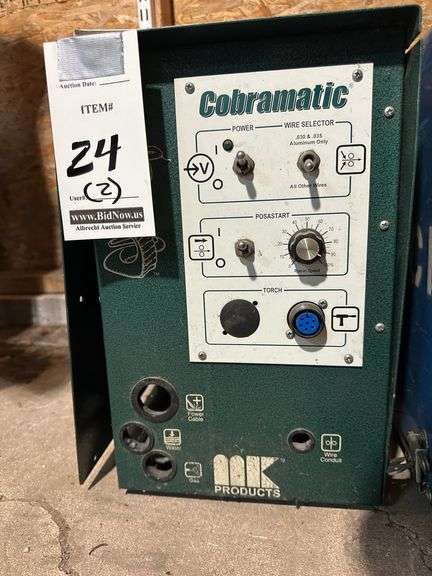 Auction Date:
ITEM#
24
(2)
www.BidNow.us
Albrecht Auction Service
Cobramatic®
POWER
WIRE SELECTOR
.030 & .035
Aluminum Only
I
V
O
All Other Wires
POSASTART
I
O
TORCH
Power
Cable
Water
Gas
Wire
Conduit
MK®
PRODUCTS